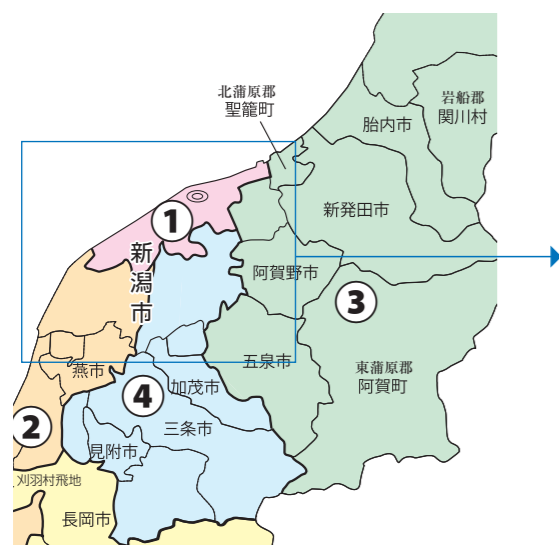 北蒲原郡
聖籠町
岩船郡
関川村
胎内市
新発田市
1
新潟市
阿賀野市
3
東蒲原郡
阿賀町
五泉市
燕市
加茂市
4
三条市
2
見附市
刈羽村飛地
長岡市